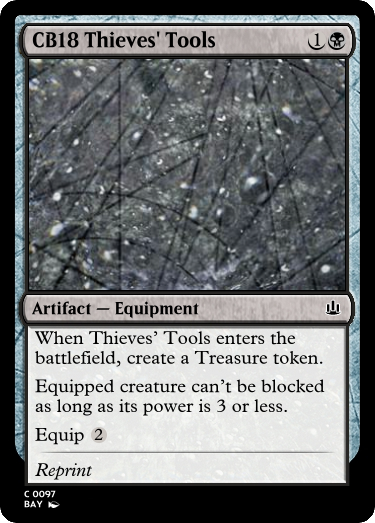 CB18 Thieves' Tools 1
Artifact — Equipment
When Thieves' Tools enters the
battlefield, create a Treasure token.
Equipped creature can't be blocked
as long as its power is 3 or less.
Equip 2
Reprint
C 0097
BAY